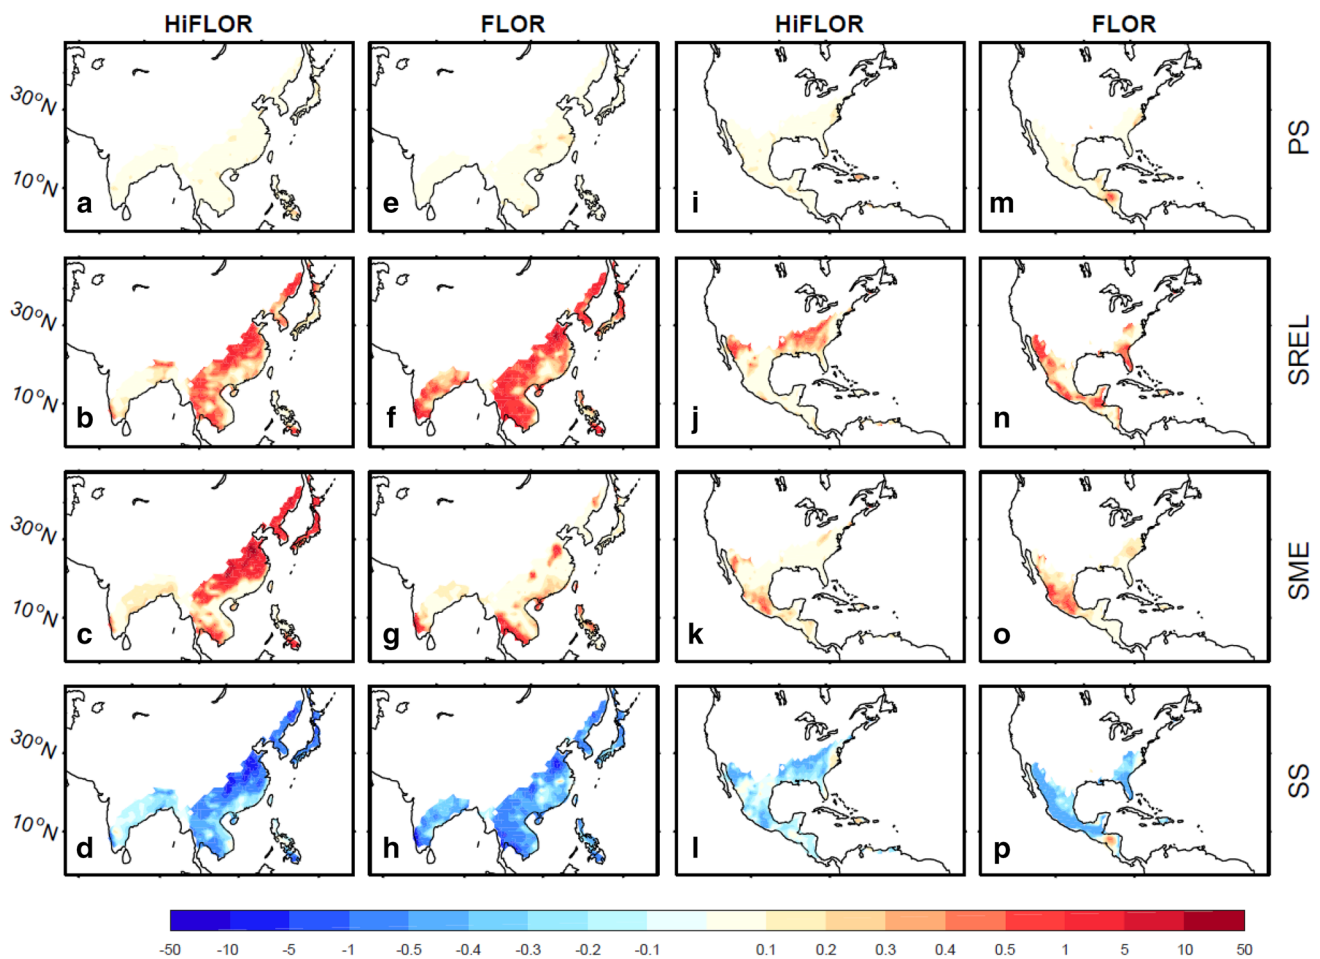 HiFLOR FLOR HiFLOR FLOR
30°N
10°N
a e i m
PS
30°N
10°N
b f j n
SREL
30°N
10°N
c g k o
SME
30°N
10°N
d h l p
SS
-50 -10 -5 -1 -0.5 -0.4 -0.3 -0.2 -0.1 0.1 0.2 0.3 0.4 0.5 1 5 10 50